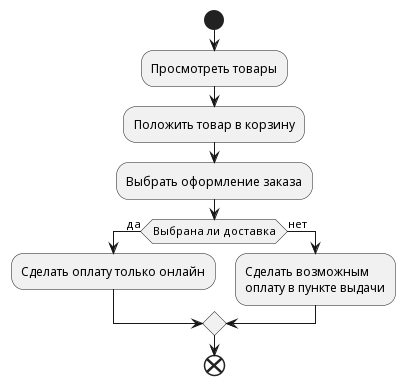 Просмотреть товары
Положить товар в корзину
Выбрать оформление заказа
да
Выбрана ли доставка
нет
Сделать оплату только онлайн
Сделать возможным
оплату в пункте выдачи